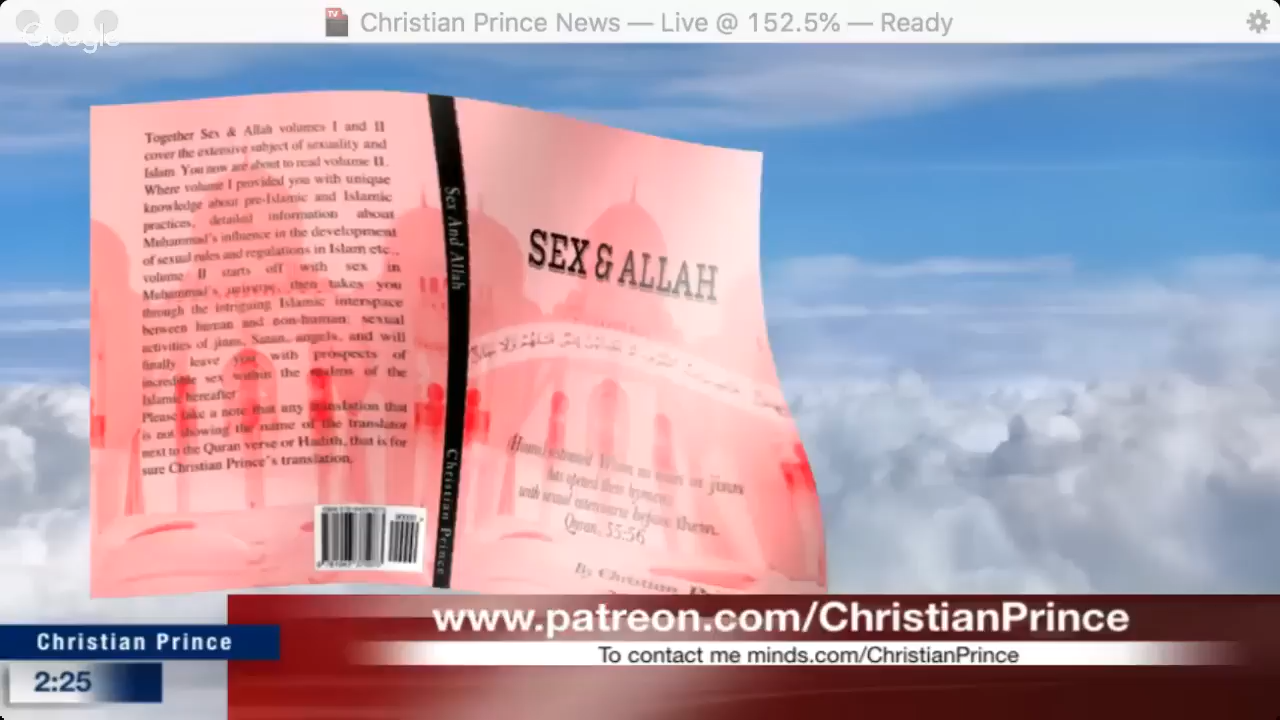 Christian Prince News — Live @ 152.5% — Ready
Google
Together Sex & Allah volumes I and II
cover the extensive subject of sexuality and
Islam. You now are about to read volume II.
Where volume I provided you with unique
knowledge about pre-Islamic and Islamic
practices, detailed information about
Muhammad's influence in the development
of sexual rules and regulations in Islam etc..,
volume II starts off with sex in
Muhammad's universe, then takes you
through the intriguing Islamic interspace
between human and non-human: sexual
activities of jinns, Satan, angels, and will
finally leave you with prospects of
incredible sex within the realms of the
Islamic hereafter
Please take a note that any translation that
is not showing the name of the translator
next to the Quran verse or Hadith, that is for
sure Christian Prince's translation.
Sex And Allah
Christian Prince
SEX & ALLAH
as jinns
has opened their hymens
with sexual intercourse before them.
Quran, 55:56
By Christian
www.patreon.com/ChristianPrince
To contact me minds.com/ChristianPrince
Christian Prince
2:25